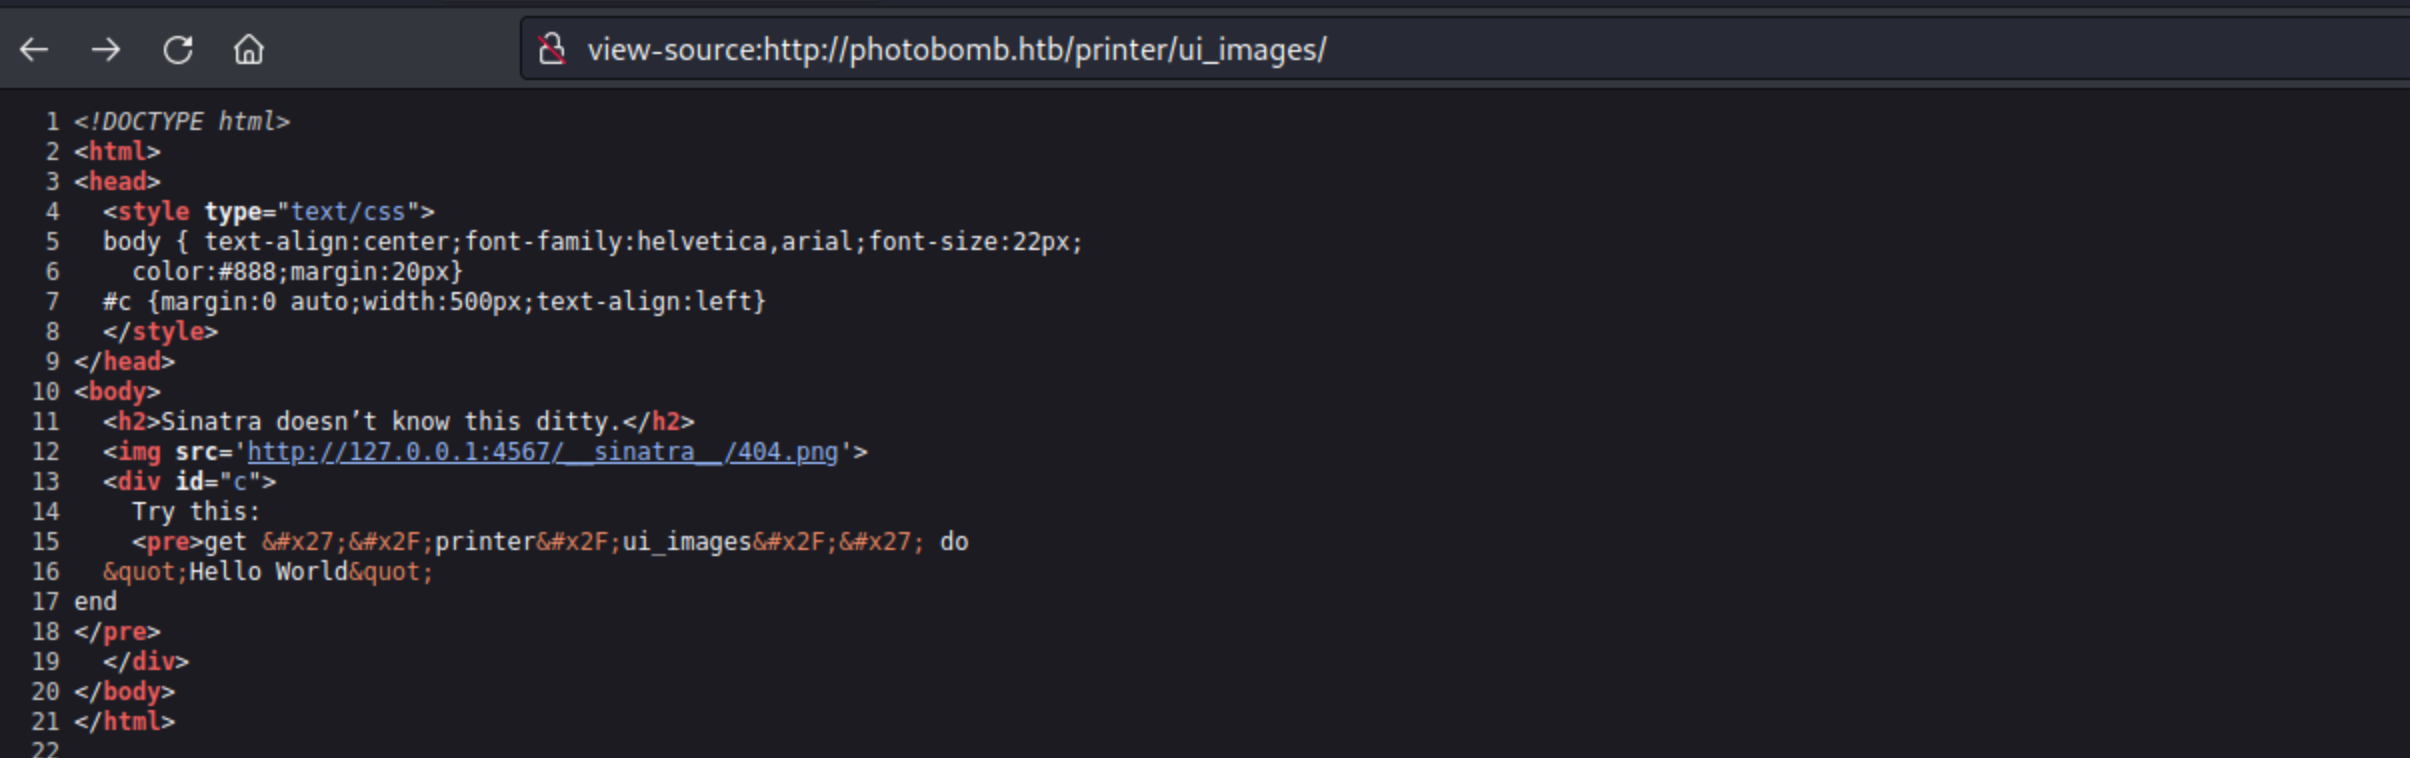 view-source:http://photobomb.htb/printer/ui_images/
1 <!DOCTYPE html>
2 <html>
3 <head>
4   <style type="text/css">
5   body { text-align:center;font-family:helvetica,arial;font-size:22px;
6     color:#888;margin:20px}
7   #c {margin:0 auto;width:500px;text-align:left}
8   </style>
9 </head>
10 <body>
11   <h2>Sinatra doesn’t know this ditty.</h2>
12   <img src='http://127.0.0.1:4567/__sinatra__/404.png'>
13   <div id="c">
14     Try this:
15     <pre>get &#x27;&#x2F;printer&#x2F;ui_images&#x2F;&#x27; do
16   &quot;Hello World&quot;
17 end
18 </pre>
19   </div>
20 </body>
21 </html>
22